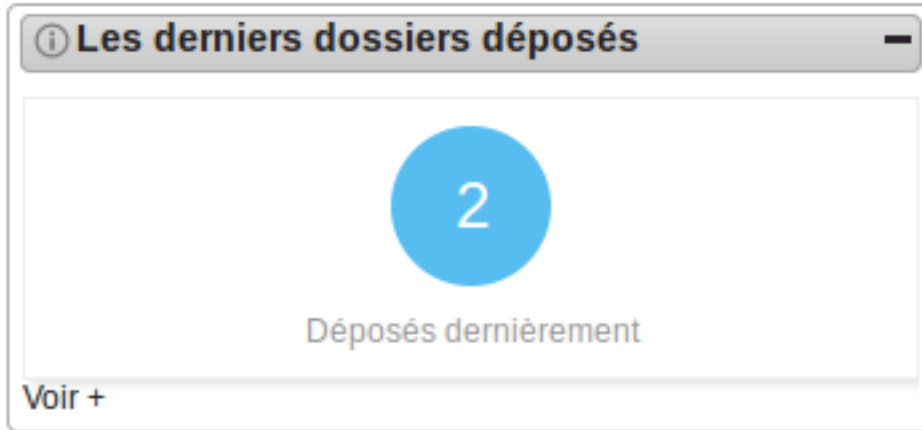 Les derniers dossiers déposés
2
Déposés dernièrement
Voir +